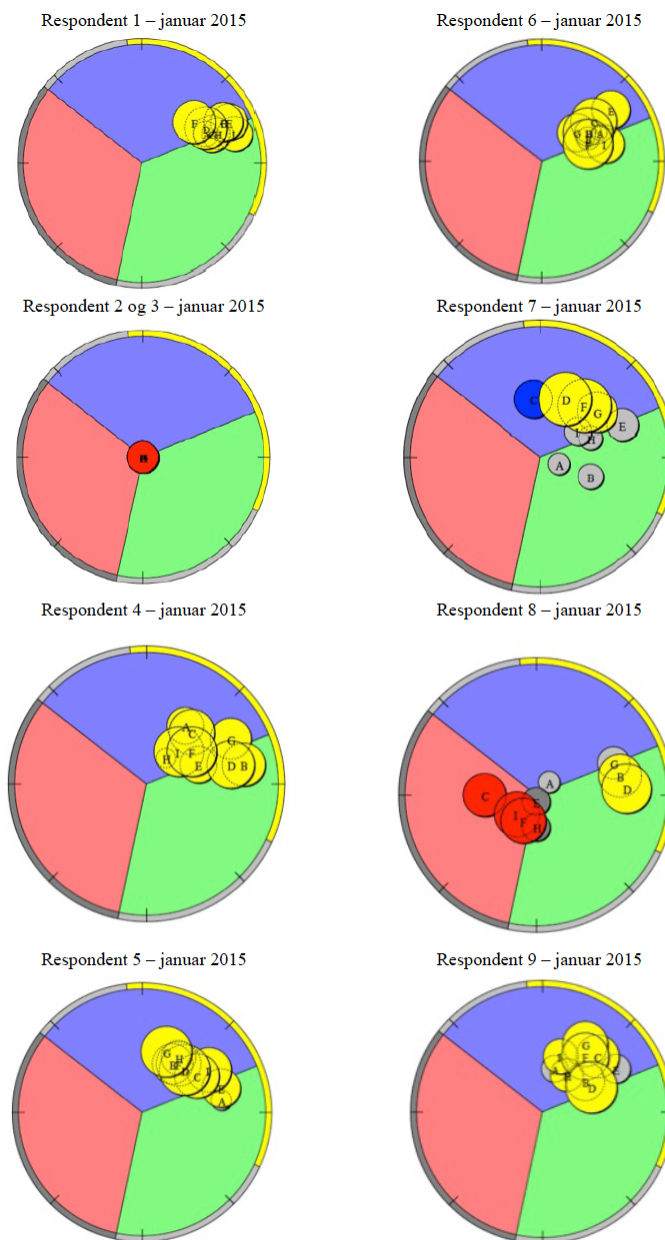 Respondent 1 – januar 2015
F
D
E
H
I
Respondent 6 – januar 2015
E
C
G
H
A
I
Respondent 2 og 3 – januar 2015
Respondent 7 – januar 2015
C
D
F
G
E
I
H
A
B
Respondent 4 – januar 2015
A
C
G
H
I
F
E
D
B
Respondent 8 – januar 2015
G
A
B
C
E
D
I
F
H
Respondent 5 – januar 2015
G
H
D
C
A
Respondent 9 – januar 2015
G
F
C
A
E
B
D